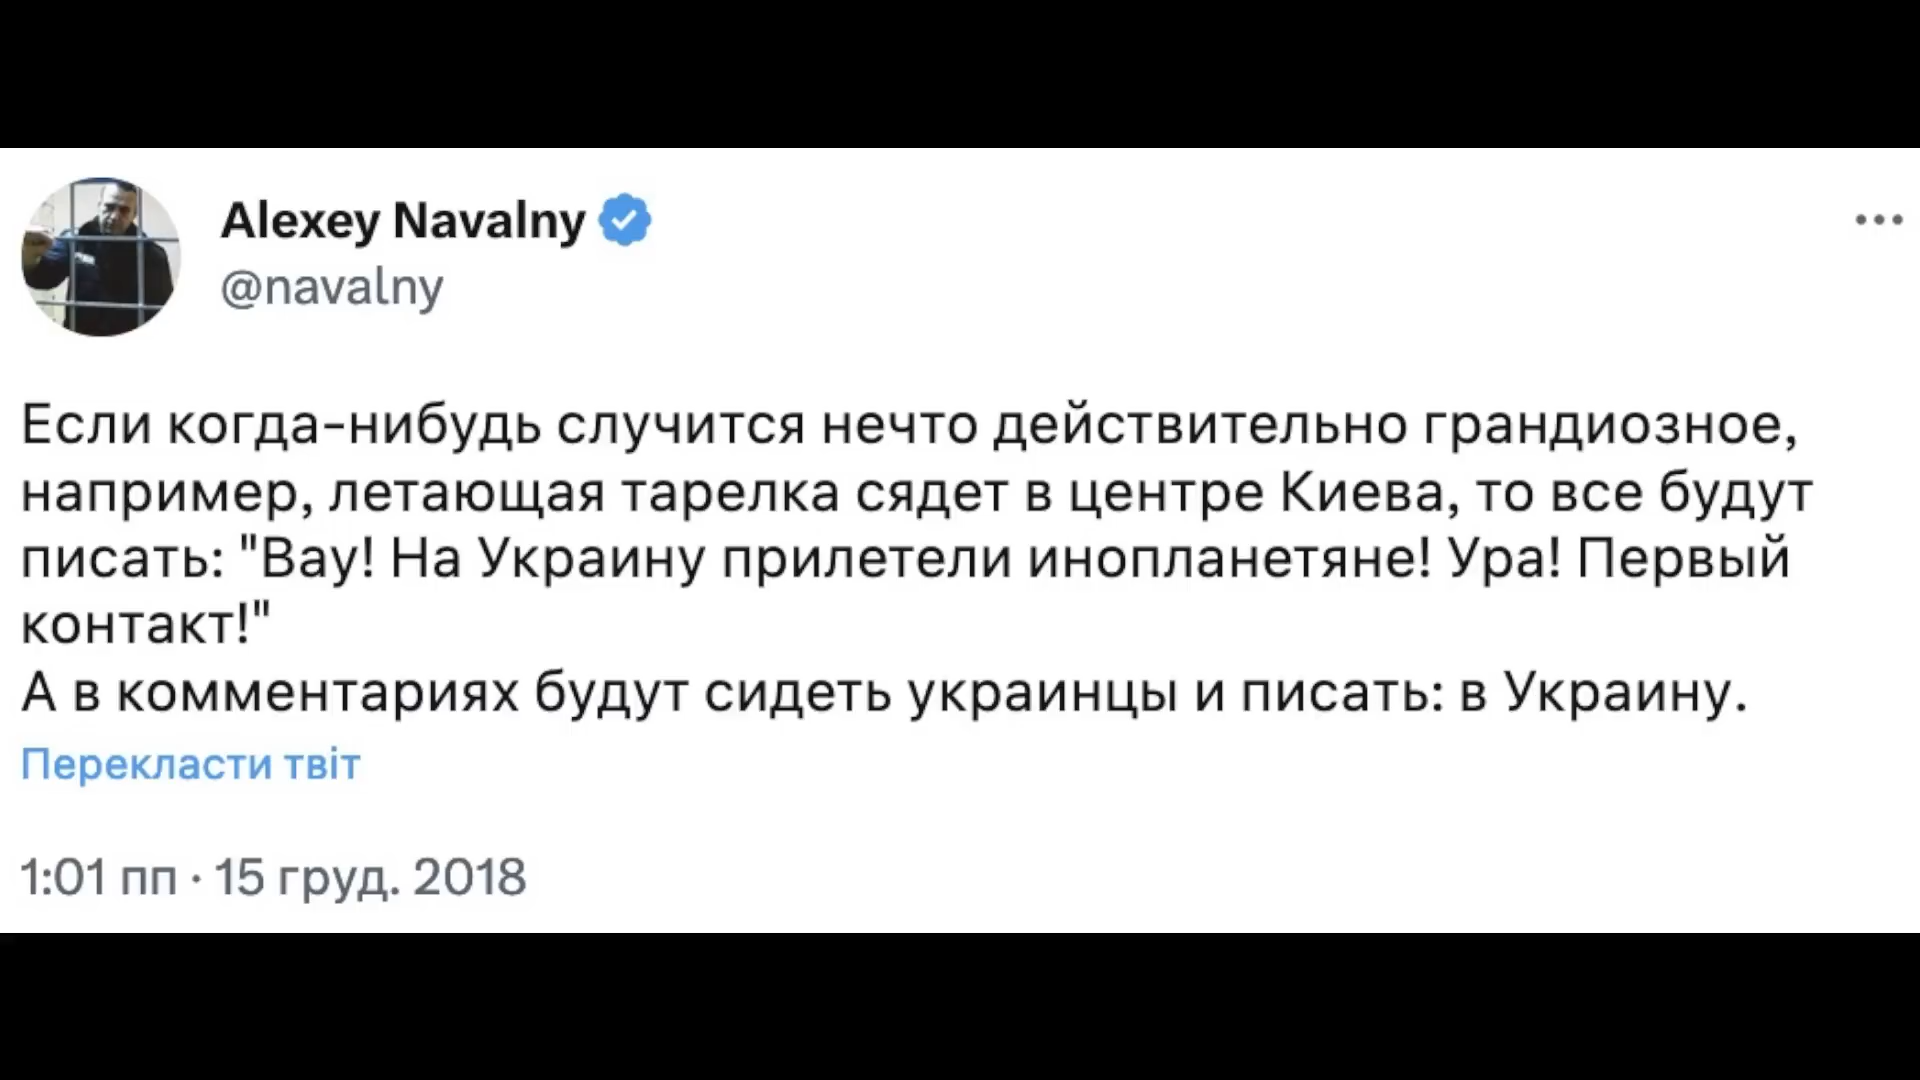 Alexey Navalny
@navalny
Если когда-нибудь случится нечто действительно грандиозное,
например, летающая тарелка сядет в центре Киева, то все будут
писать: "Вау! На Украину прилетели инопланетяне! Ура! Первый
контакт!"
А в комментариях будут сидеть украинцы и писать: в Украину.
Перекласти твіт
1:01 пп · 15 груд. 2018